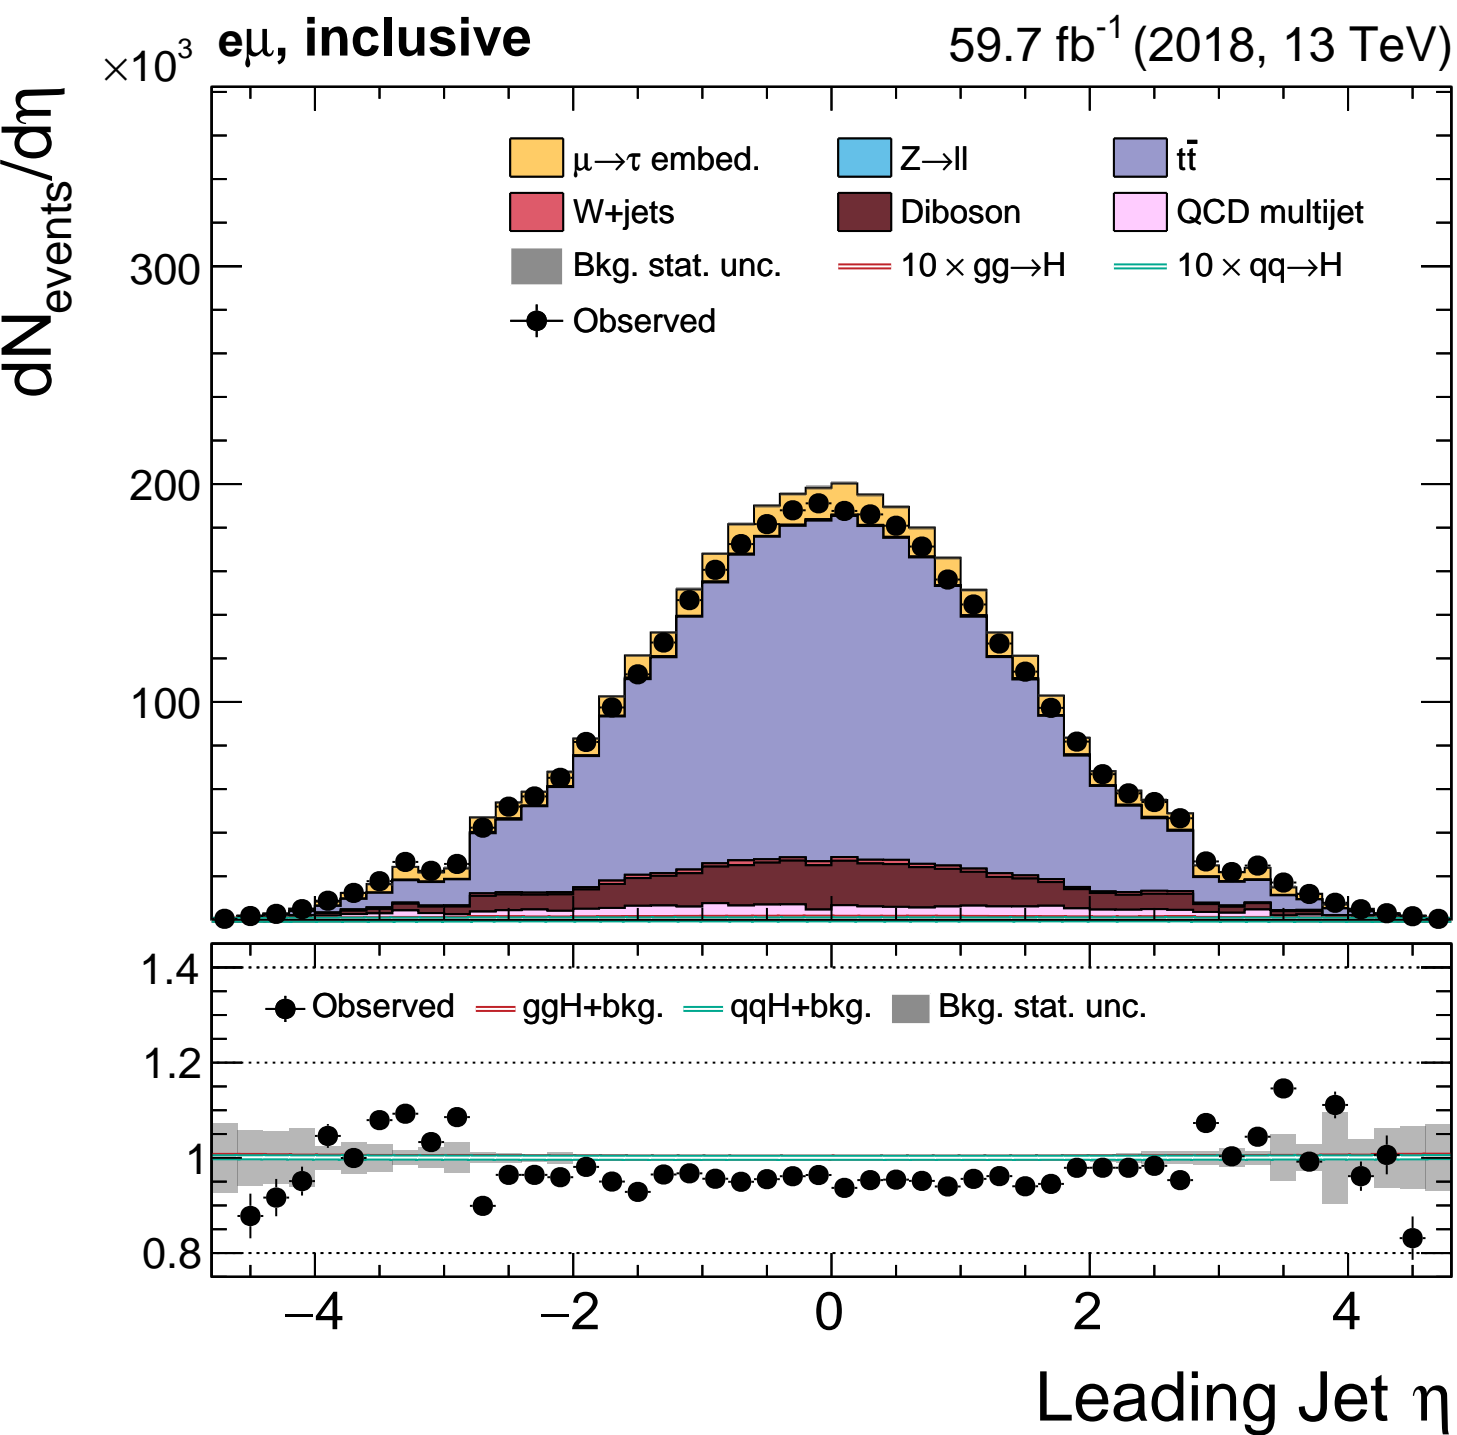 ×10³ eμ, inclusive 59.7 fb⁻¹ (2018, 13 TeV)
dN_events/dη
μ→τ embed. Z→ll tt̄
W+jets Diboson QCD multijet
Bkg. stat. unc. 10 × gg→H 10 × qq→H
Observed
300
200
100
1.4
Observed ggH+bkg. qqH+bkg. Bkg. stat. unc.
1.2
1
0.8
−4 −2 0 2 4
Leading Jet η